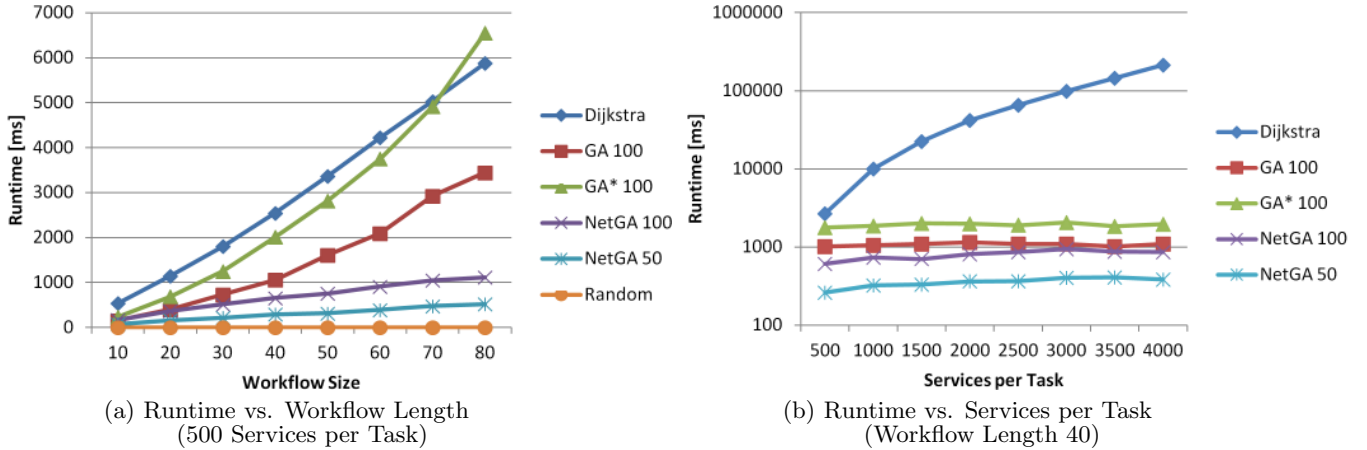 7000
6000
5000
4000
3000
2000
1000
0
Runtime [ms]
10 20 30 40 50 60 70 80
Workflow Size
Dijkstra
GA 100
GA* 100
NetGA 100
NetGA 50
Random
(a) Runtime vs. Workflow Length
(500 Services per Task)
1000000
100000
10000
1000
100
Runtime [ms]
500 1000 1500 2000 2500 3000 3500 4000
Services per Task
Dijkstra
GA 100
GA* 100
NetGA 100
NetGA 50
(b) Runtime vs. Services per Task
(Workflow Length 40)